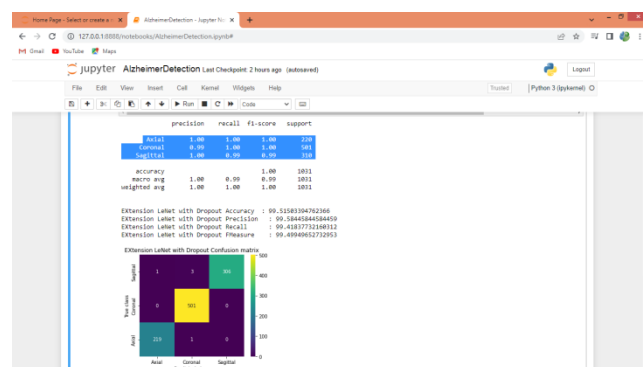 Home Page - Select or create a n
AlzheimerDetection - Jupyter No
127.0.0.1:8888/notebooks/AlzheimerDetection.ipynb#
Gmail YouTube Maps
jupyter AlzheimerDetection Last Checkpoint: 2 hours ago (autosaved)
Logout
File Edit View Insert Cell Kernel Widgets Help
Trusted Python 3 (ipykernel)
Run Code
precision recall f1-score support
Axial 1.00 1.00 1.00 220
Coronal 0.99 1.00 1.00 501
Sagittal 1.00 0.99 0.99 310
accuracy 1.00 1031
macro avg 1.00 0.99 0.99 1031
weighted avg 1.00 1.00 1.00 1031
EXtension LeNet with Dropout Accuracy : 99.51503394762366
EXtension LeNet with Dropout Precision : 99.58445844584459
EXtension LeNet with Dropout Recall : 99.41837732160312
EXtension LeNet with Dropout FMeasure : 99.49949652732953
EXtension LeNet with Dropout Confusion matrix
500
Sagittal 1 3
400
300
True class
Coronal 0 501 0
200
Axial 219 1 0
100
0
Axial Coronal Sagittal